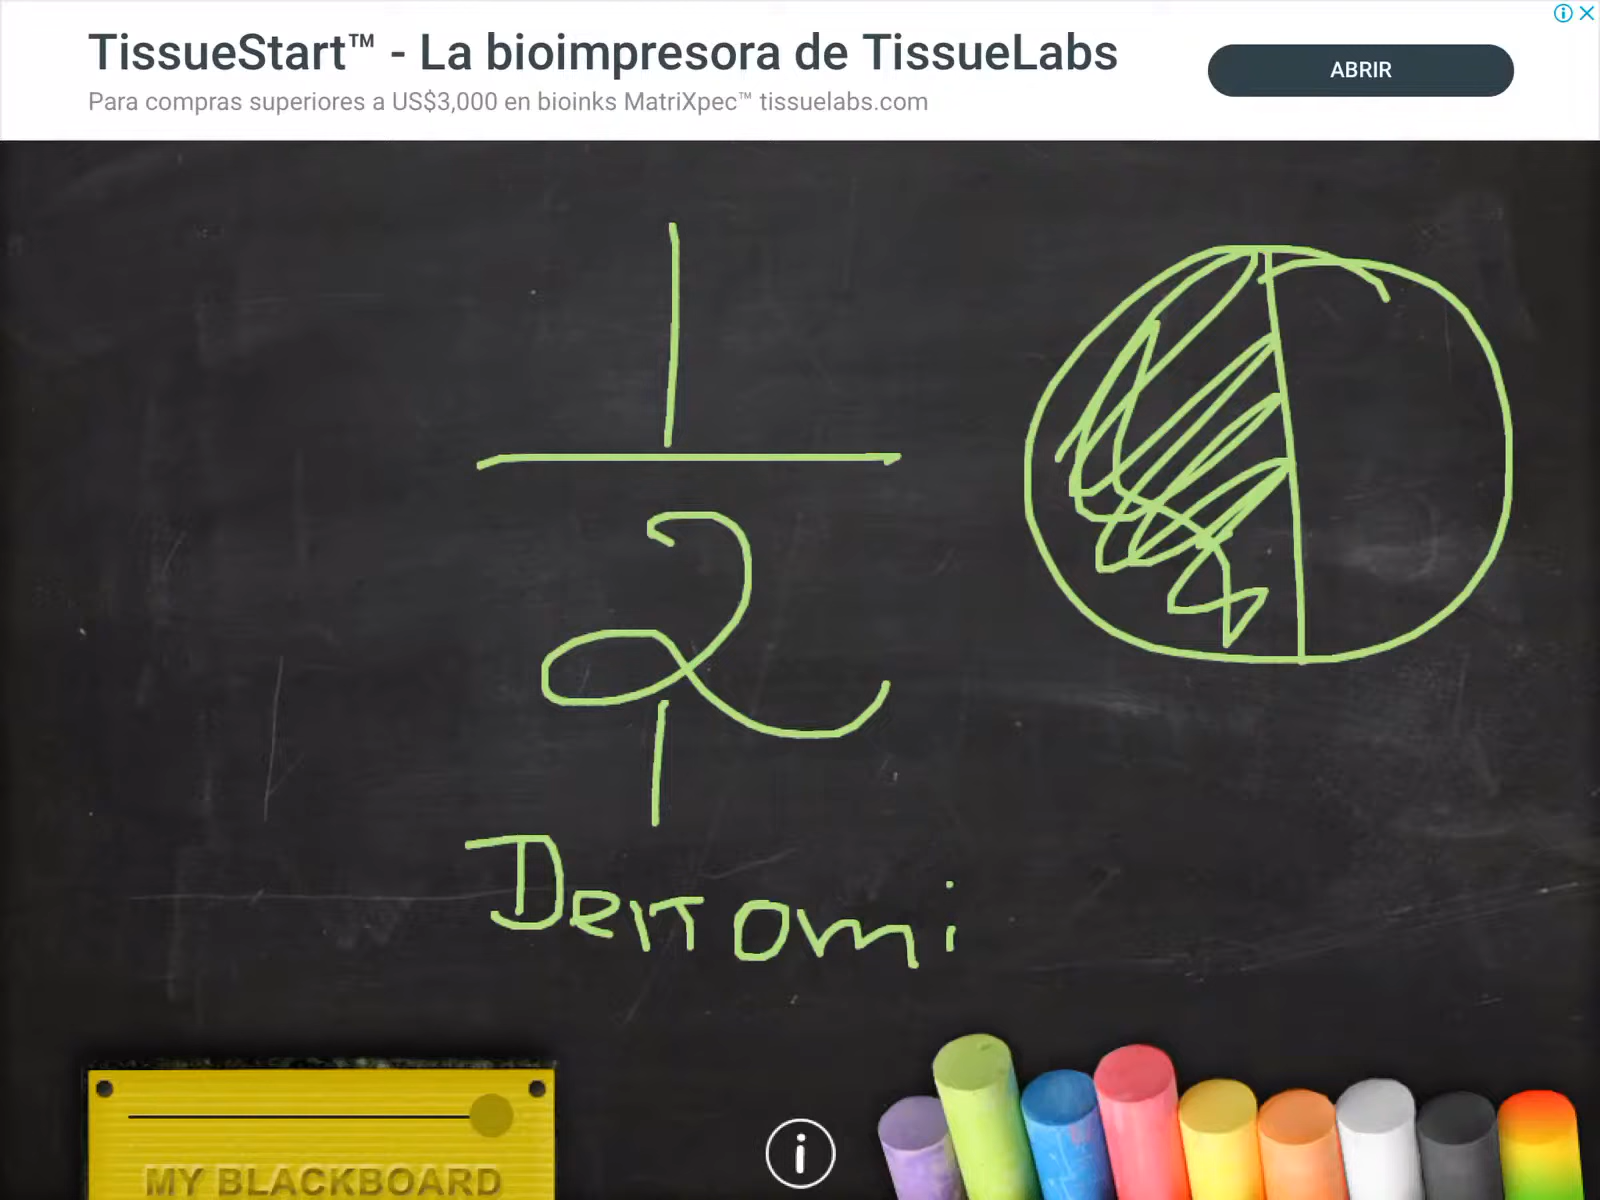 TissueStart™ - La bioimpresora de TissueLabs
Para compras superiores a US$3,000 en bioinks MatriXpec™ tissuelabs.com
ABRIR
1
2
Denomi
MY BLACKBOARD